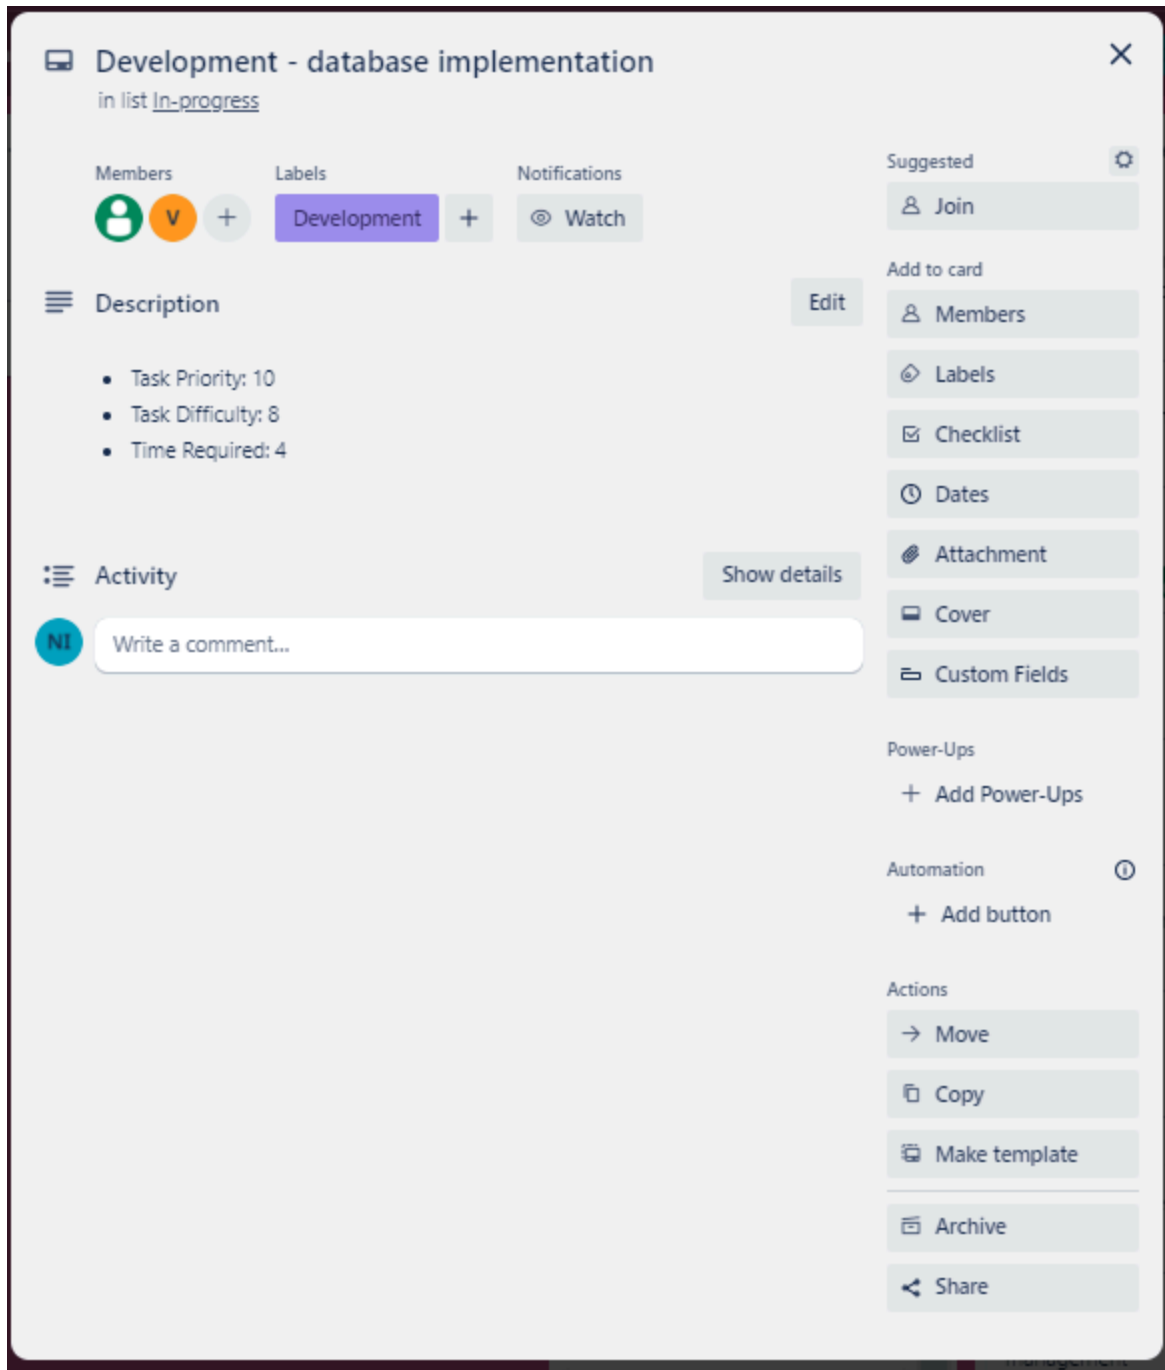 Development - database implementation
in list In-progress
Members
Labels
Notifications
V
Development
Watch
Description
Edit
Task Priority: 10
Task Difficulty: 8
Time Required: 4
Activity
Show details
NI
Write a comment...
Suggested
Join
Add to card
Members
Labels
Checklist
Dates
Attachment
Cover
Custom Fields
Power-Ups
+ Add Power-Ups
Automation
+ Add button
Actions
Move
Copy
Make template
Archive
Share
management